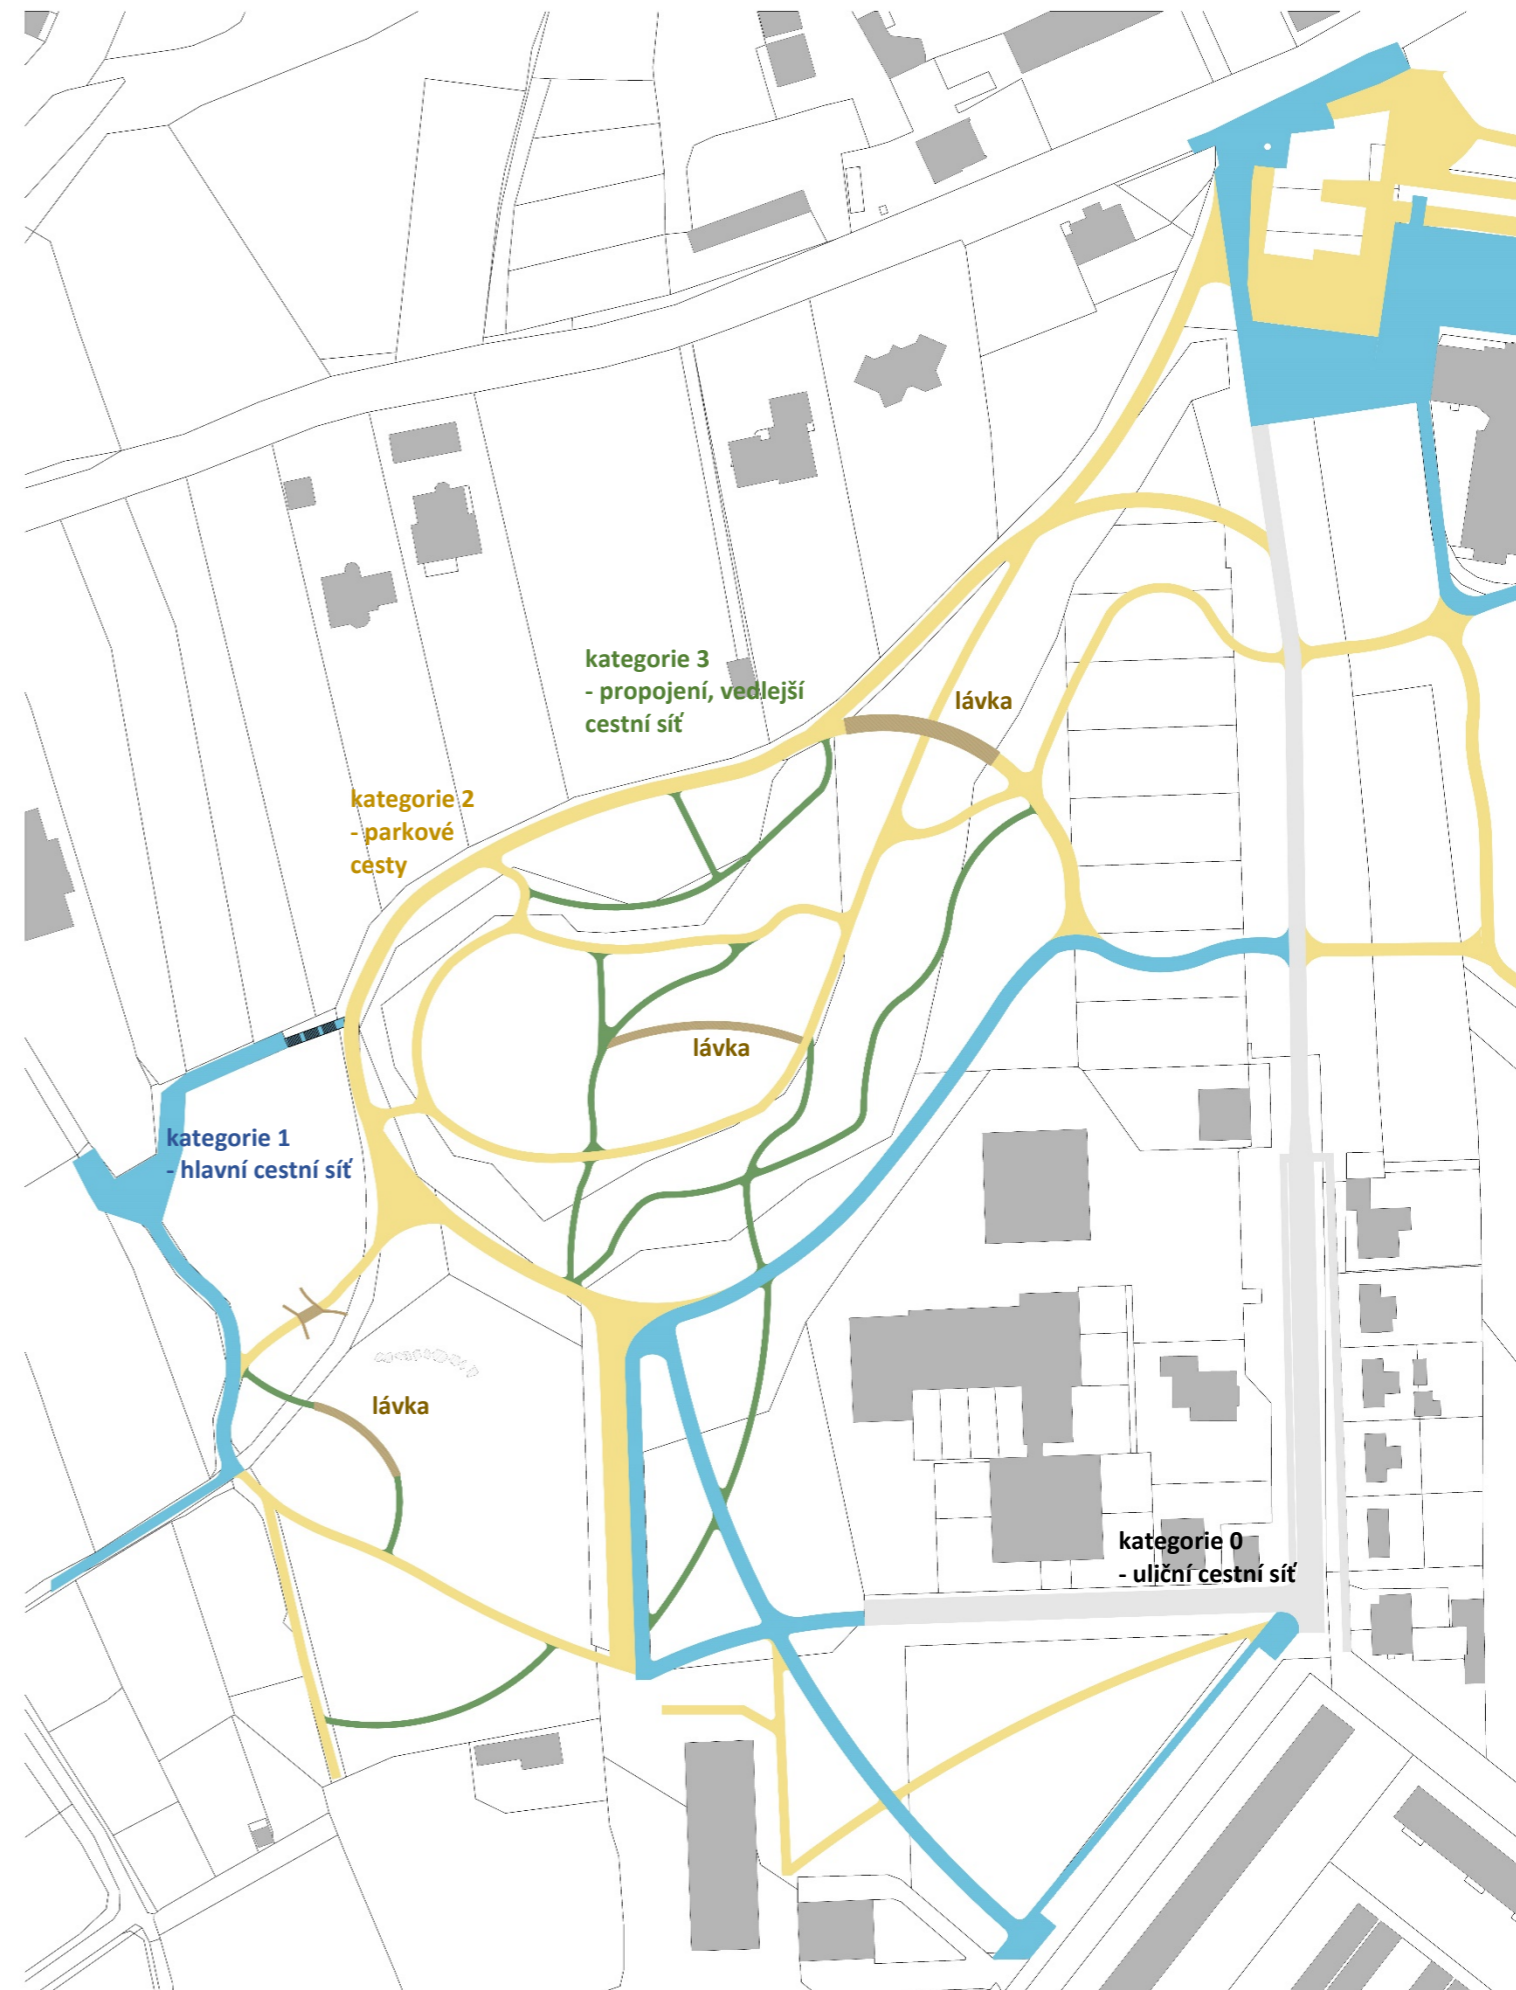 kategorie 3
- propojení, vedlejší
cestní síť
lávka
kategorie 2
- parkové
cesty
lávka
kategorie 1
- hlavní cestní síť
lávka
kategorie 0
- uliční cestní síť